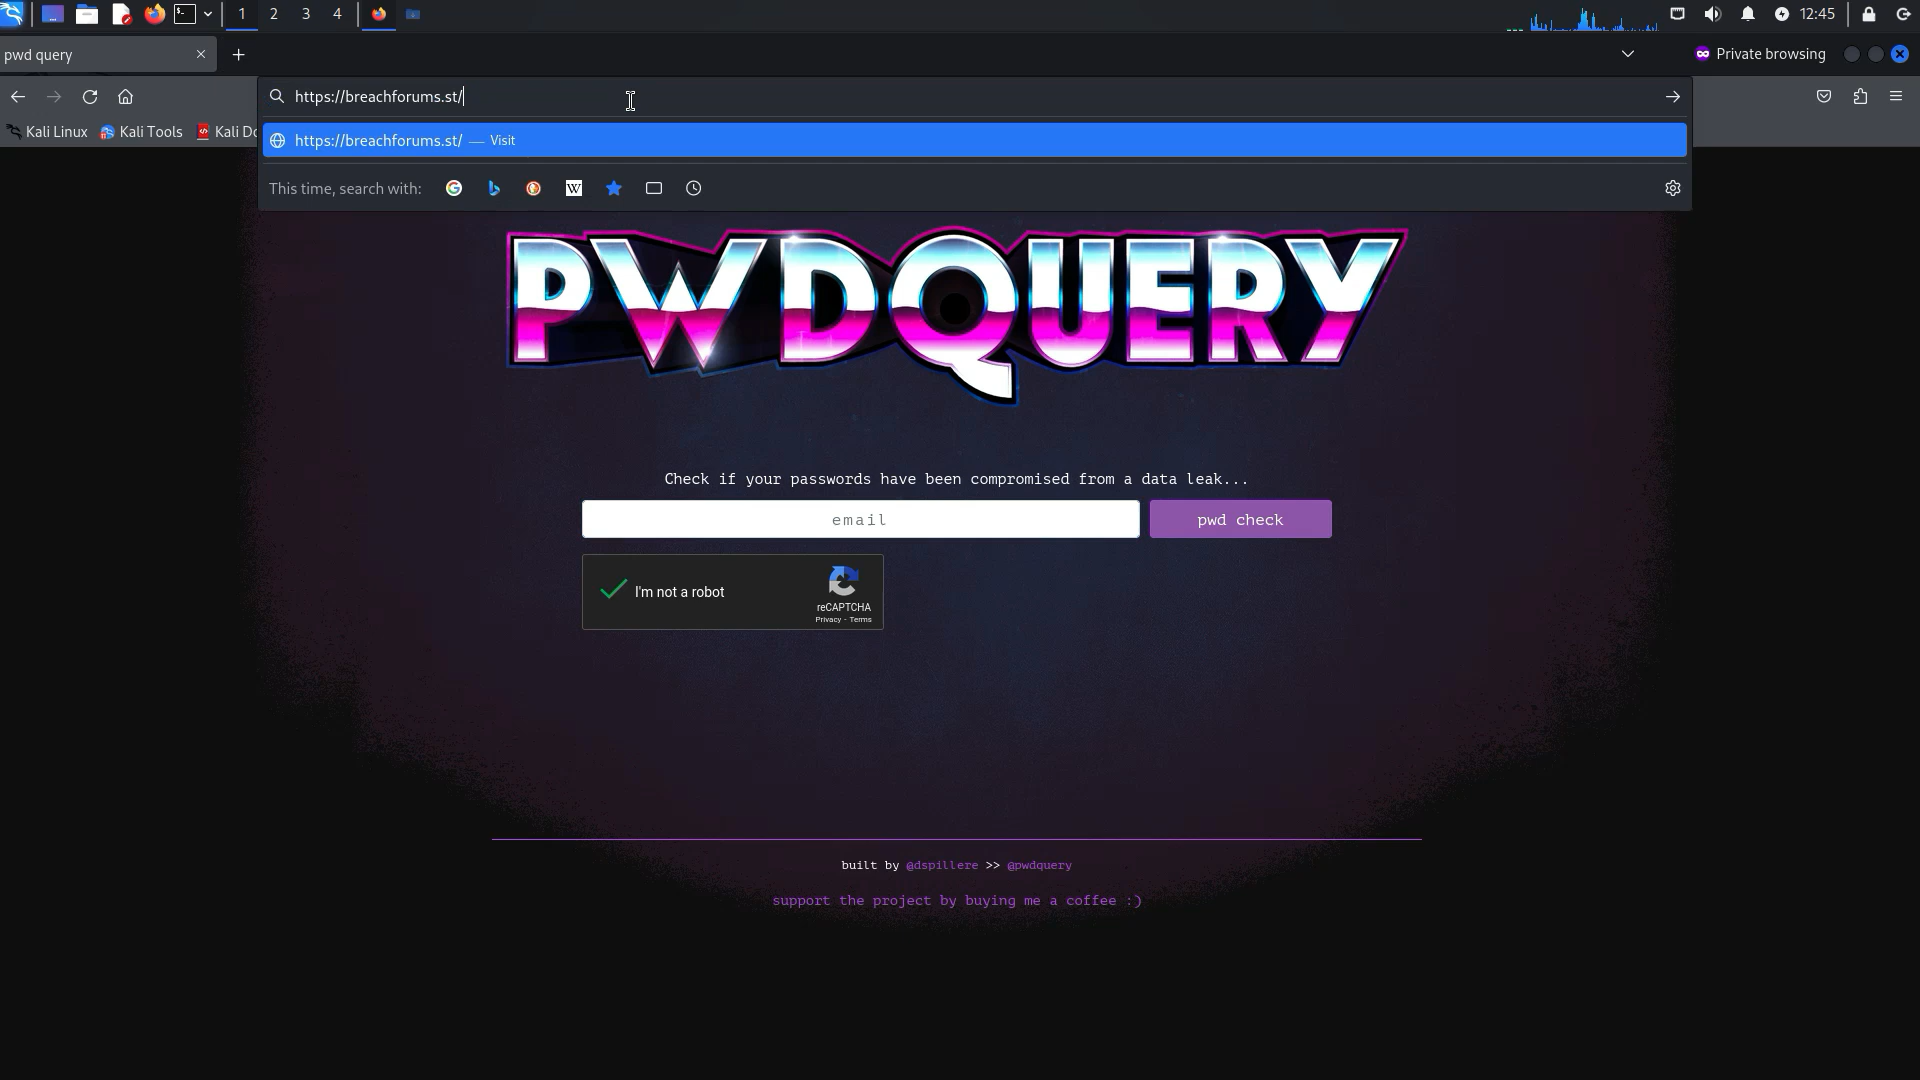 1 2 3 4 12:45
pwd query
Private browsing
https://breachforums.st/
Kali Linux Kali Tools Kali Do
https://breachforums.st/ — Visit
This time, search with:
PWDQUERY
Check if your passwords have been compromised from a data leak...
email
pwd check
I'm not a robot
reCAPTCHA
Privacy - Terms
built by @dspillere >> @pwdquery
support the project by buying me a coffee :)